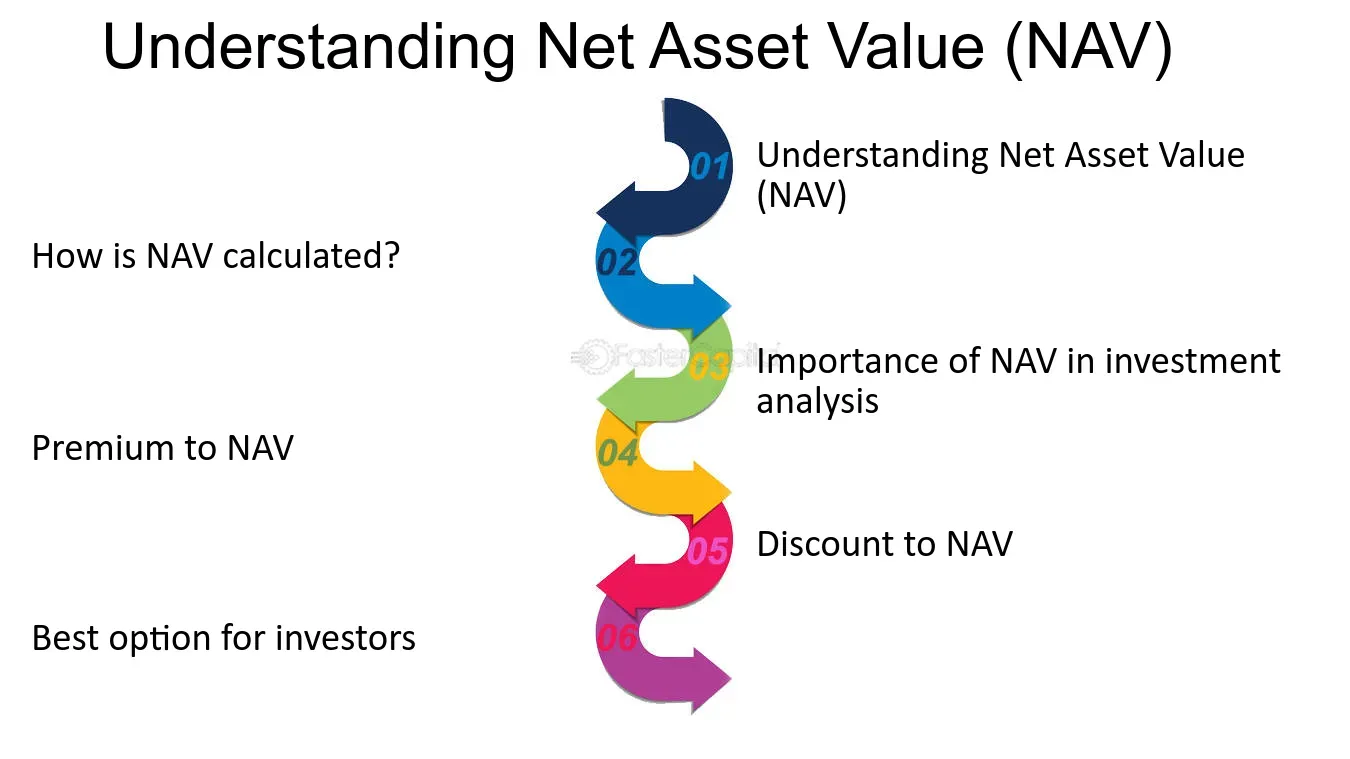 Understanding Net Asset Value (NAV)
01
Understanding Net Asset Value
(NAV)
How is NAV calculated?
02
FasterCapital
03
Importance of NAV in investment
analysis
Premium to NAV
04
05
Discount to NAV
Best option for investors
06